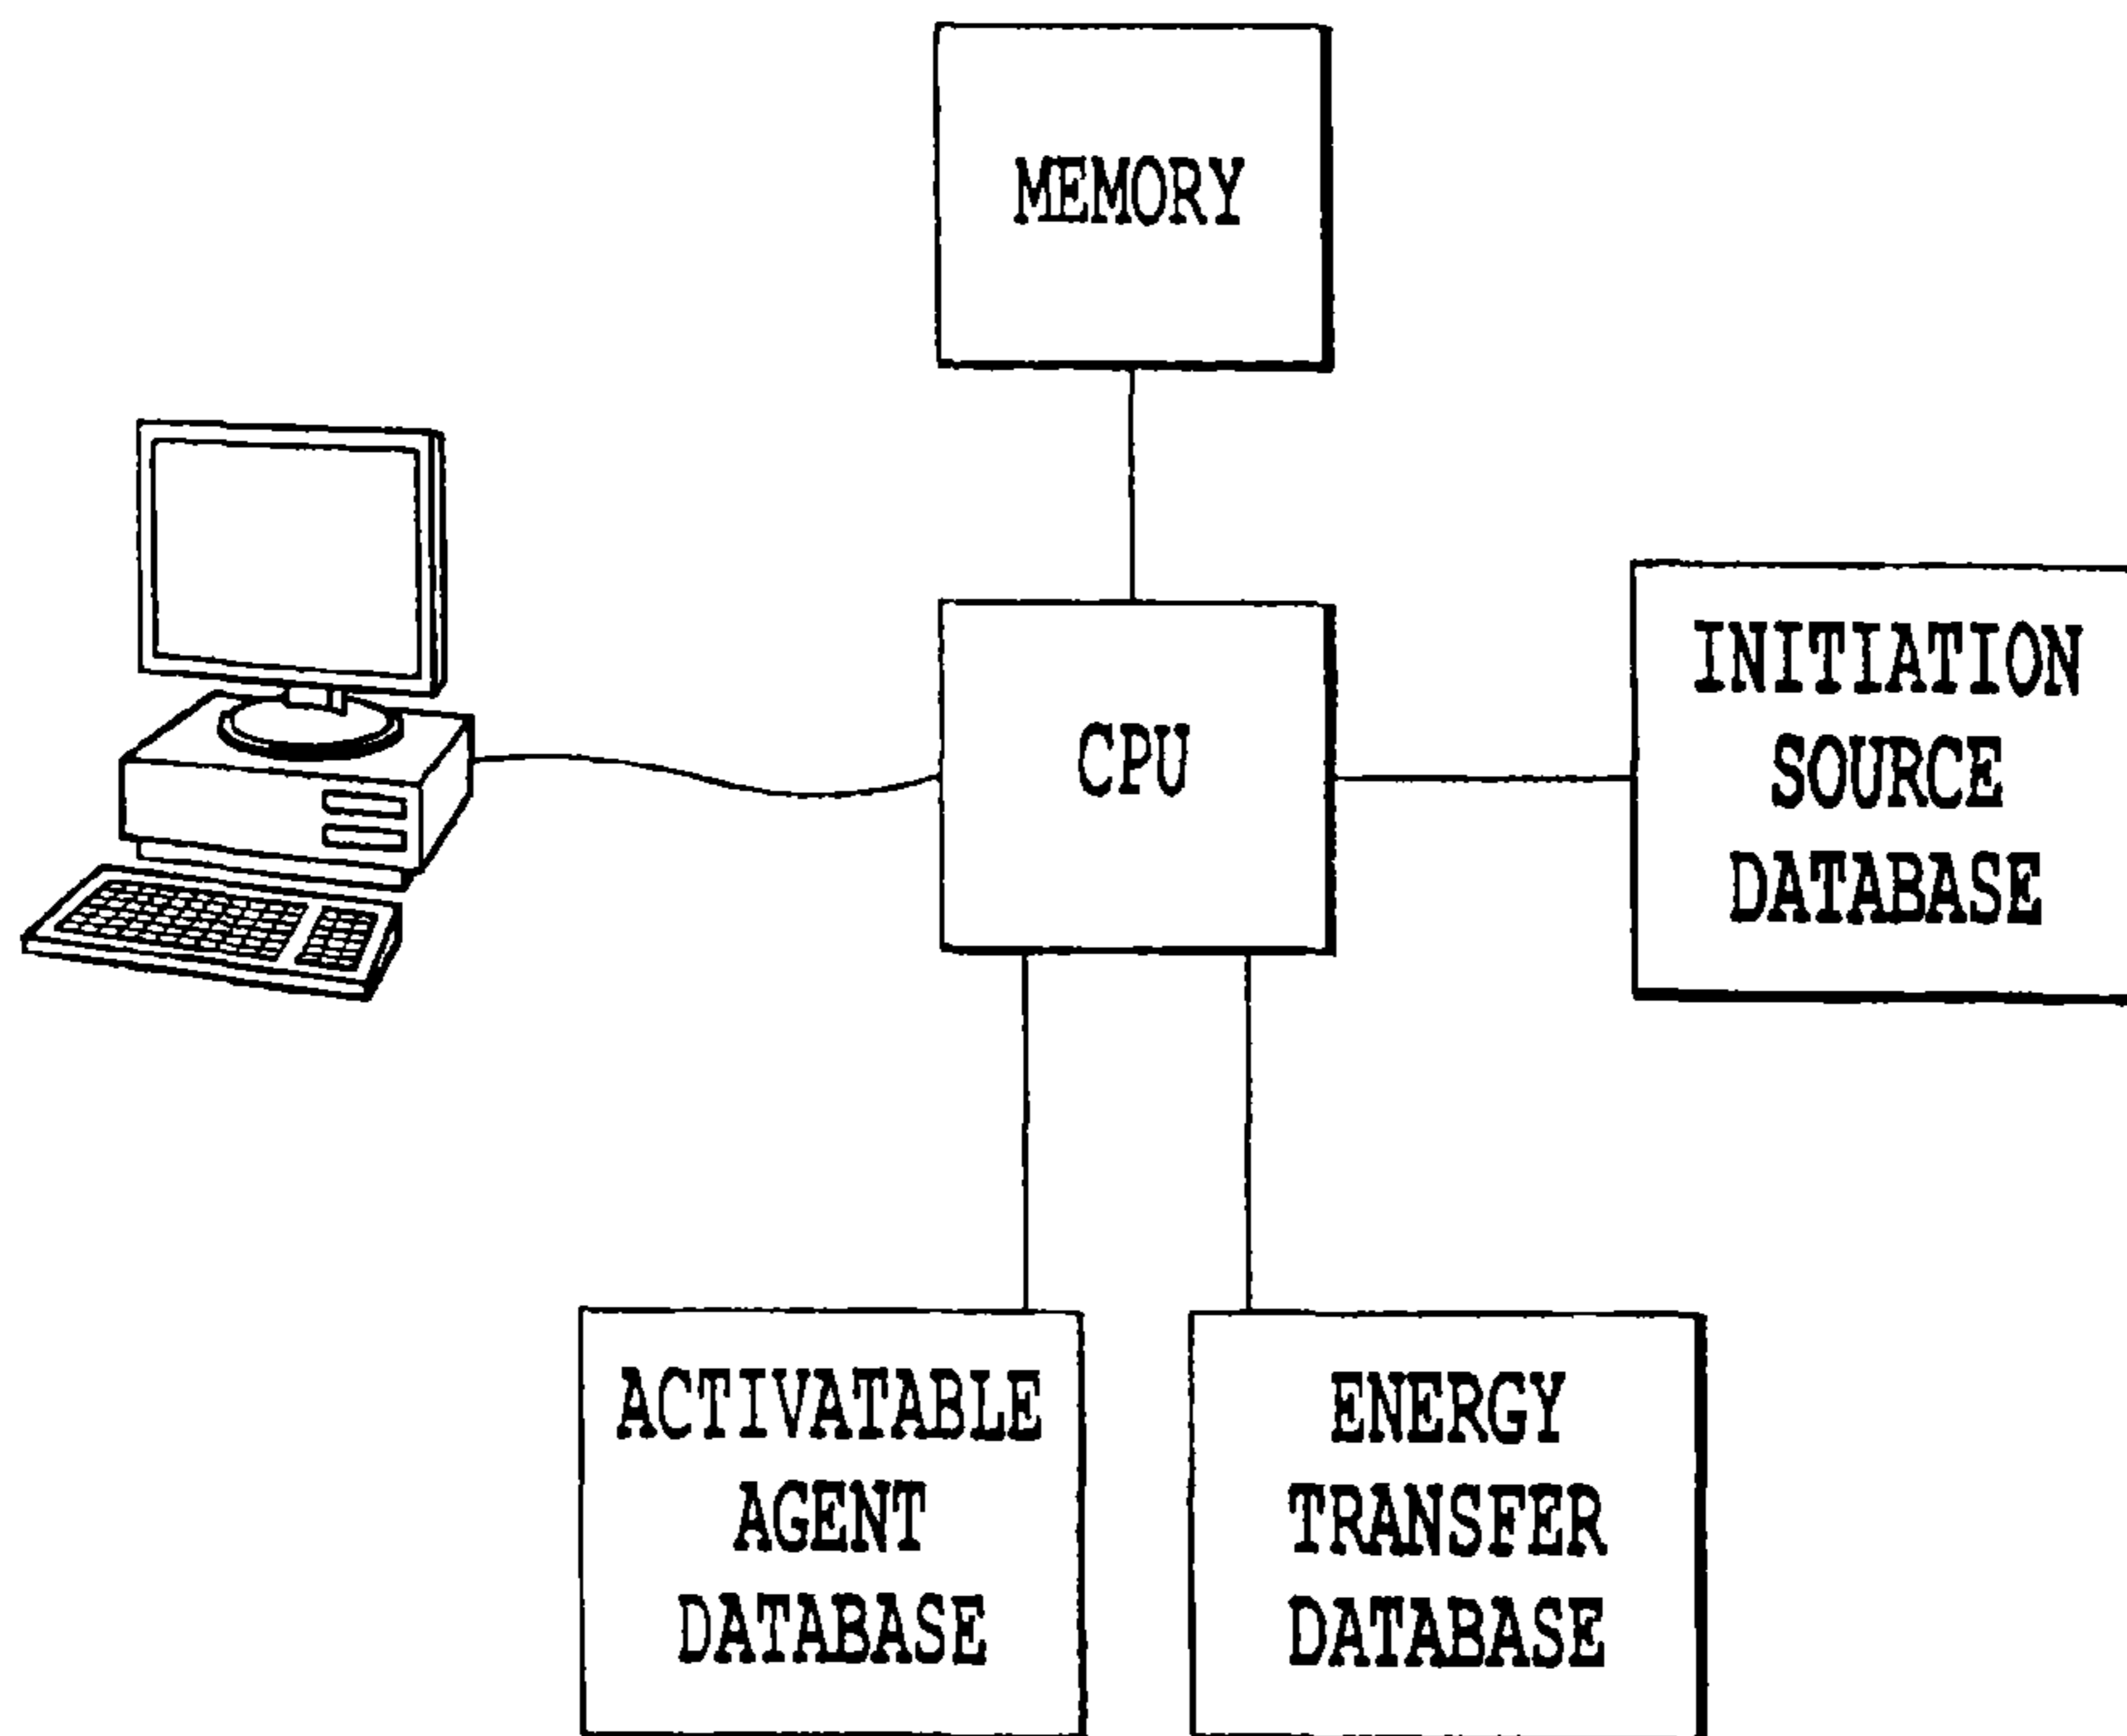 MEMORY
CPU
INITIATION
SOURCE
DATABASE
ACTIVATABLE
AGENT
DATABASE
ENERGY
TRANSFER
DATABASE